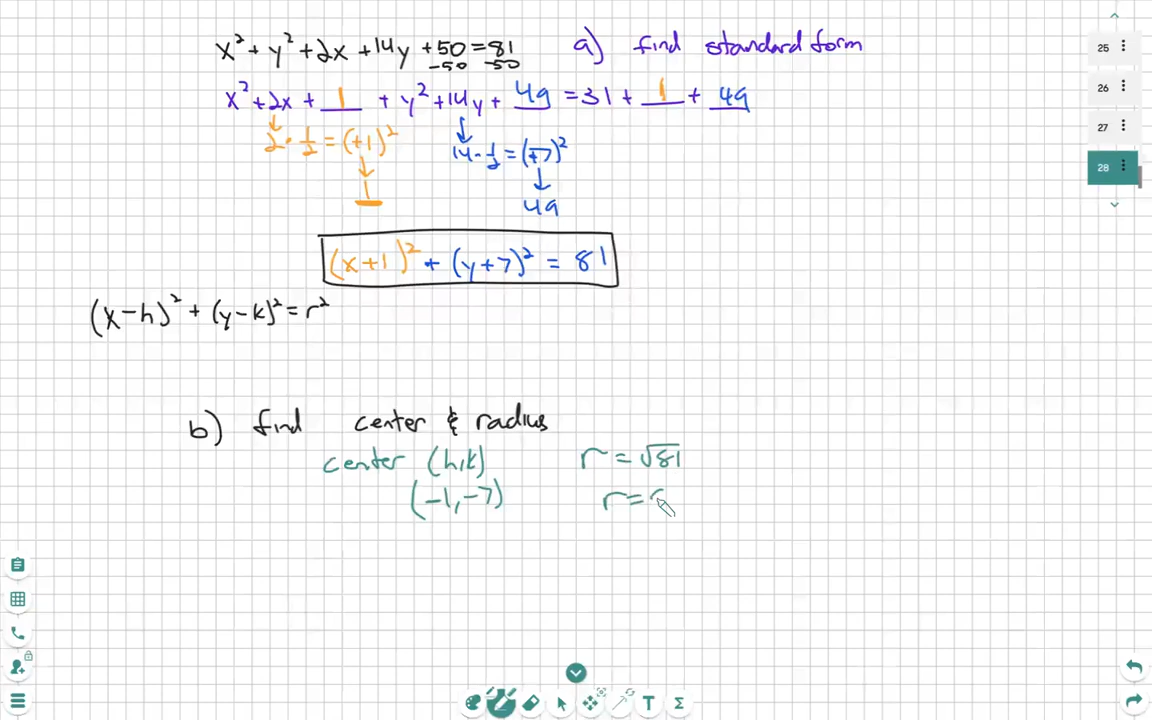 x² + y² + 2x + 14y + 50 = 81 a) find standard form
-50 -50
x² + 2x + 1 + y² + 14y + 49 = 31 + 1 + 49
2 · 1/2 = (+1)² 14 · 1/2 = (+7)²
1
49
(x+1)² + (y+7)² = 81
(x-h)² + (y-k)² = r²
b) find center & radius
center (h,k) r = √81
(-1,-7) r =
25
26
27
28
T
Σ